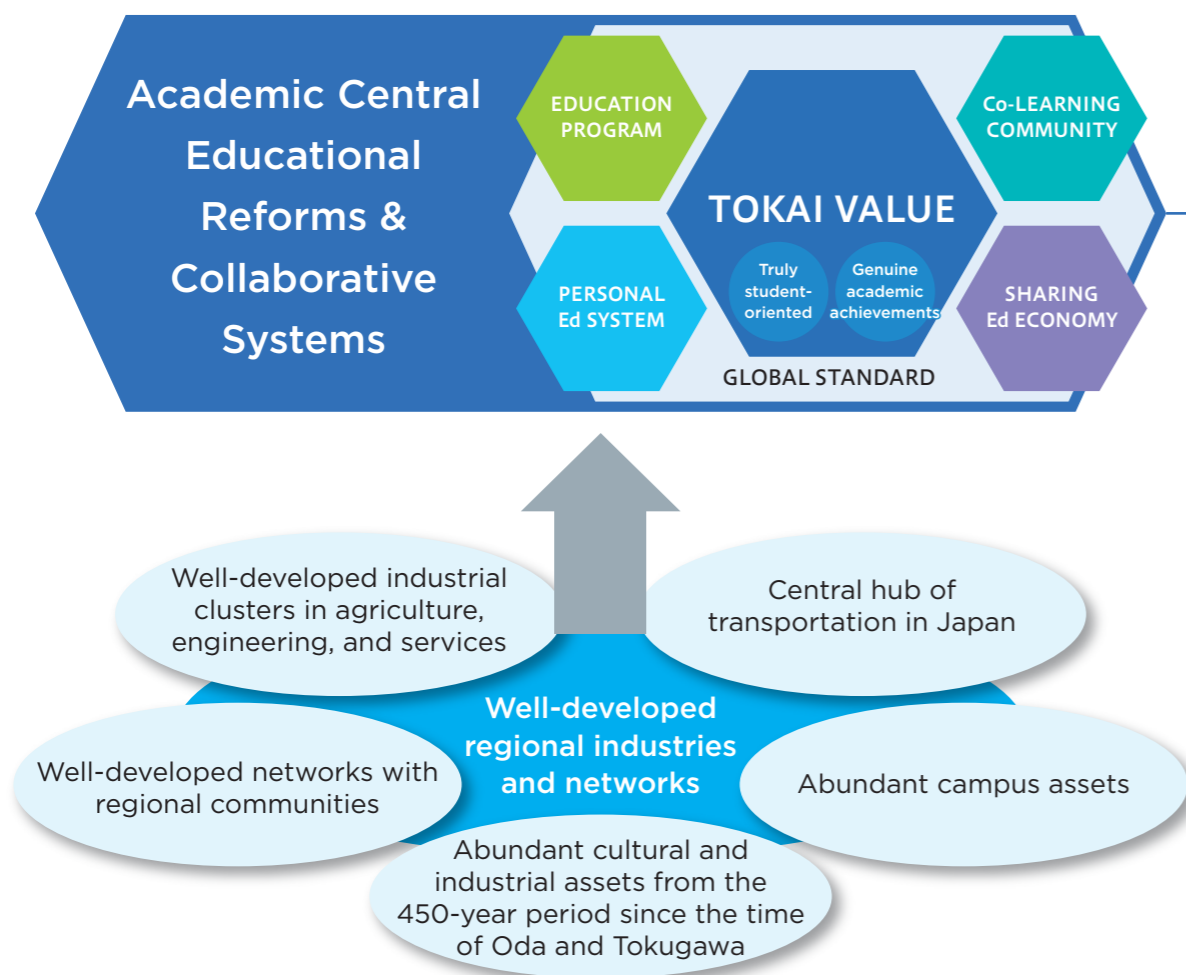 Academic Central
Educational
Reforms &
Collaborative
Systems
EDUCATION
PROGRAM
PERSONAL
Ed SYSTEM
TOKAI VALUE
Truly
student-
oriented
Genuine
academic
achievements
GLOBAL STANDARD
Co-LEARNING
COMMUNITY
SHARING
Ed ECONOMY
Well-developed industrial
clusters in agriculture,
engineering, and services
Central hub of
transportation in Japan
Well-developed
regional industries
and networks
Well-developed networks with
regional communities
Abundant campus assets
Abundant cultural and
industrial assets from the
450-year period since the time
of Oda and Tokugawa